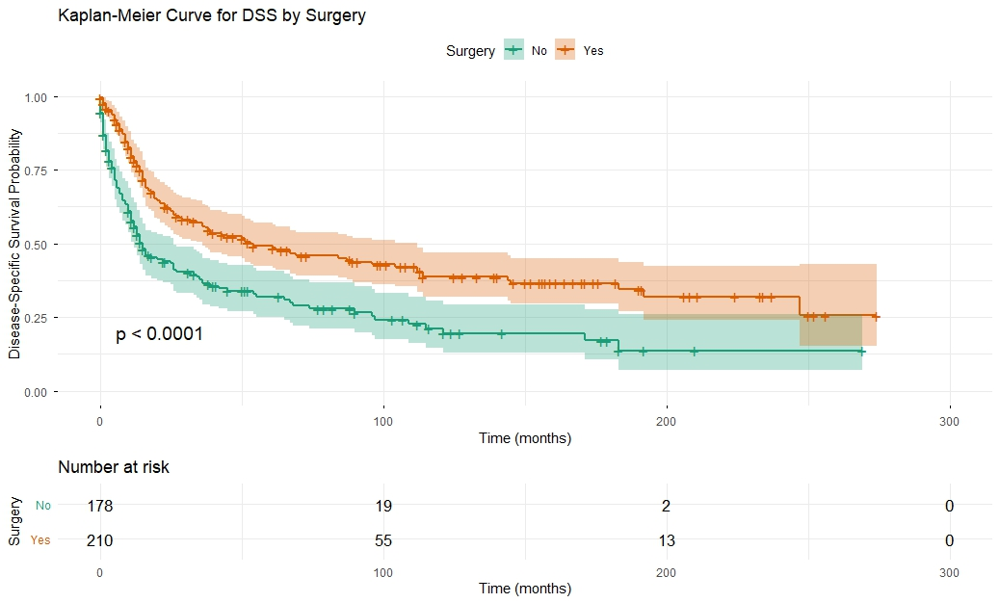 Kaplan-Meier Curve for DSS by Surgery
Surgery No Yes
Disease-Specific Survival Probability
1.00
0.75
0.50
0.25
0.00
p < 0.0001
0 100 200 300
Time (months)
Number at risk
Surgery
No 178 19 2 0
Yes 210 55 13 0
0 100 200 300
Time (months)